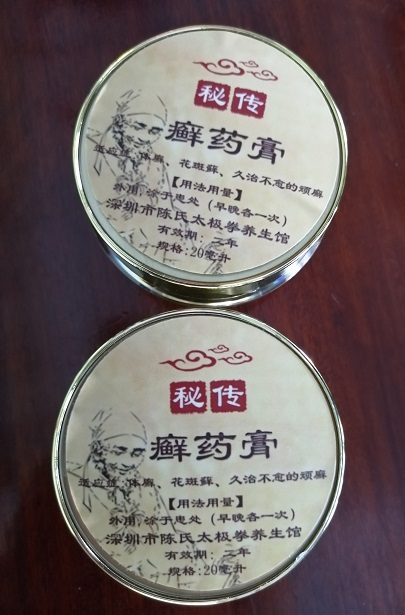 秘传
癣药膏
适应症:体癣、花斑藓、久治不愈的顽癣
【用法用量】
外用,涂于患处(早晚各一次)
深圳市陈氏太极拳养生馆
有效期:二年
规格:20毫升
秘传
癣药膏
适应症:体癣、花斑藓、久治不愈的顽癣
【用法用量】
外用,涂于患处(早晚各一次)
深圳市陈氏太极拳养生馆
有效期:二年
规格:20毫升